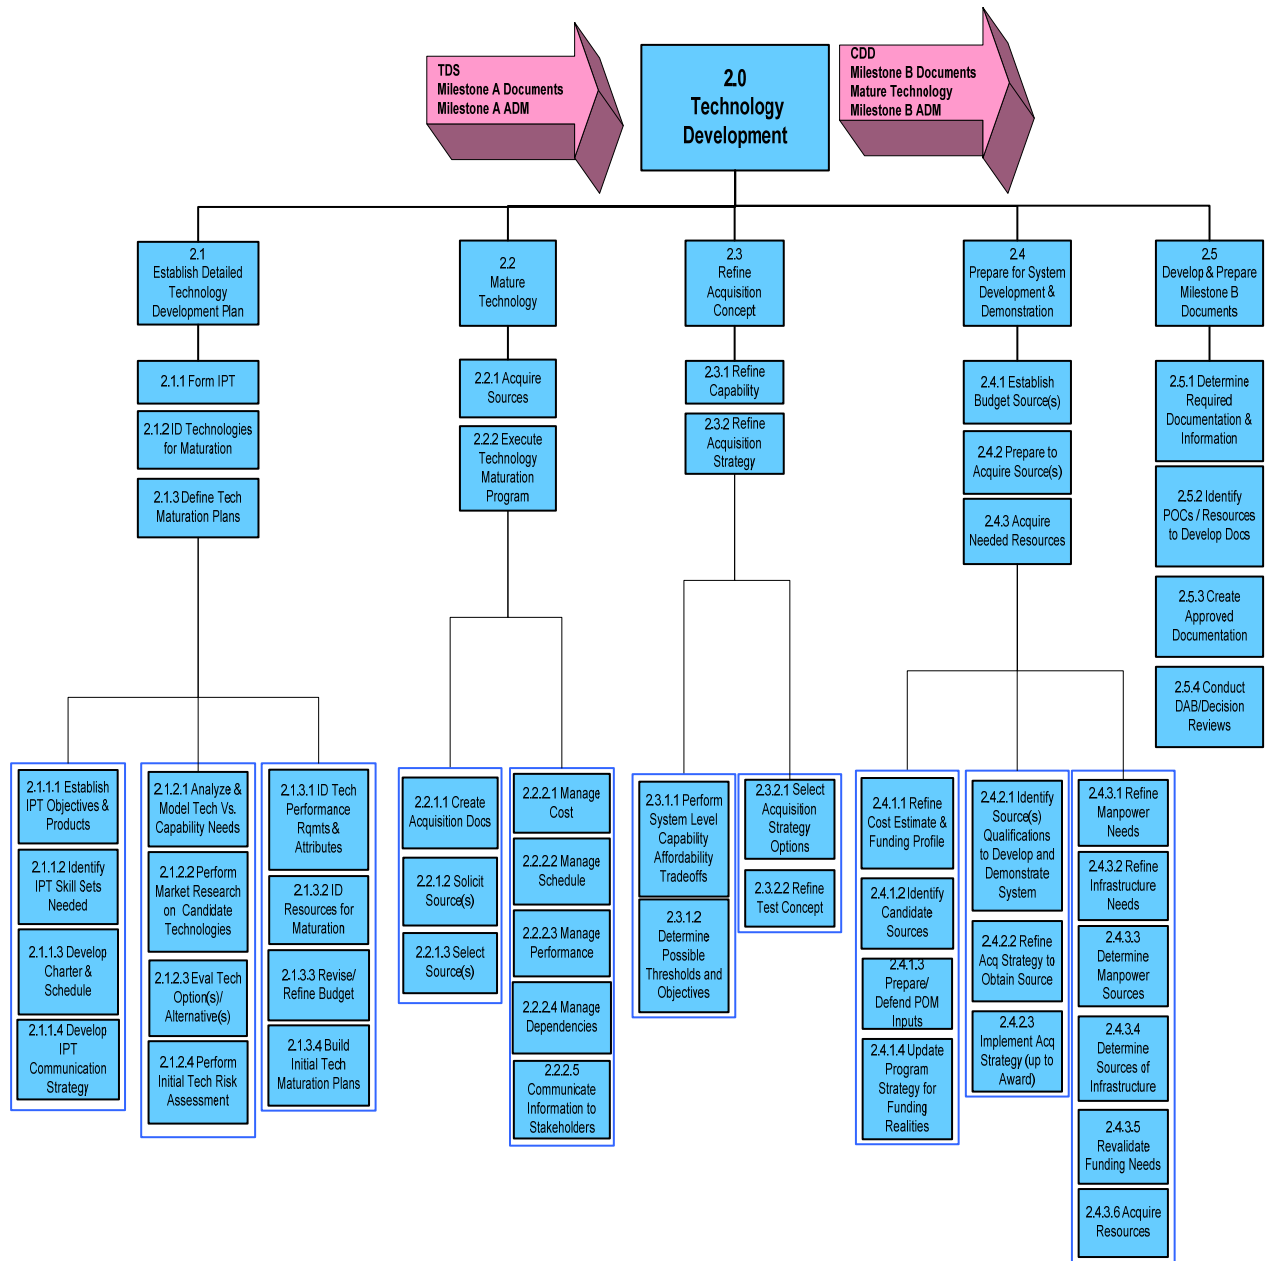 TDS
Milestone A Documents
Milestone A ADM
2.0
Technology
Development
CDD
Milestone B Documents
Mature Technology
Milestone B ADM
2.1
Establish Detailed
Technology
Development Plan
2.2
Mature
Technology
2.3
Refine
Acquisition
Concept
2.4
Prepare for System
Development &
Demonstration
2.5
Develop & Prepare
Milestone B
Documents
2.1.1 Form IPT
2.1.2 ID Technologies
for Maturation
2.1.3 Define Tech
Maturation Plans
2.2.1 Acquire
Sources
2.2.2 Execute
Technology
Maturation
Program
2.3.1 Refine
Capability
2.3.2 Refine
Acquisition
Strategy
2.4.1 Establish
Budget Source(s)
2.4.2 Prepare to
Acquire Source(s)
2.4.3 Acquire
Needed Resources
2.5.1 Determine
Required
Documentation &
Information
2.5.2 Identify
POCs / Resources
to Develop Docs
2.5.3 Create
Approved
Documentation
2.5.4 Conduct
DAB/Decision
Reviews
2.1.1.1 Establish
IPT Objectives &
Products
2.1.1.2 Identify
IPT Skill Sets
Needed
2.1.1.3 Develop
Charter &
Schedule
2.1.1.4 Develop
IPT
Communication
Strategy
2.1.2.1 Analyze &
Model Tech Vs.
Capability Needs
2.1.2.2 Perform
Market Research
on Candidate
Technologies
2.1.2.3 Eval Tech
Option(s)/
Alternative(s)
2.1.2.4 Perform
Initial Tech Risk
Assessment
2.1.3.1 ID Tech
Performance
Rqmts &
Attributes
2.1.3.2 ID
Resources for
Maturation
2.1.3.3 Revise/
Refine Budget
2.1.3.4 Build
Initial Tech
Maturation Plans
2.2.1.1 Create
Acquisition Docs
2.2.1.2 Solicit
Source(s)
2.2.1.3 Select
Source(s)
2.2.2.1 Manage
Cost
2.2.2.2 Manage
Schedule
2.2.2.3 Manage
Performance
2.2.2.4 Manage
Dependencies
2.2.2.5
Communicate
Information to
Stakeholders
2.3.1.1 Perform
System Level
Capability
Affordability
Tradeoffs
2.3.1.2
Determine
Possible
Thresholds and
Objectives
2.3.2.1 Select
Acquisition
Strategy
Options
2.3.2.2 Refine
Test Concept
2.4.1.1 Refine
Cost Estimate &
Funding Profile
2.4.1.2 Identify
Candidate
Sources
2.4.1.3
Prepare/
Defend POM
Inputs
2.4.1.4 Update
Program
Strategy for
Funding
Realities
2.4.2.1 Identify
Source(s)
Qualifications
to Develop and
Demonstrate
System
2.4.2.2 Refine
Acq Strategy to
Obtain Source
2.4.2.3
Implement Acq
Strategy (up to
Award)
2.4.3.1 Refine
Manpower
Needs
2.4.3.2 Refine
Infrastructure
Needs
2.4.3.3
Determine
Manpower
Sources
2.4.3.4
Determine
Sources of
Infrastructure
2.4.3.5
Revalidate
Funding Needs
2.4.3.6 Acquire
Resources